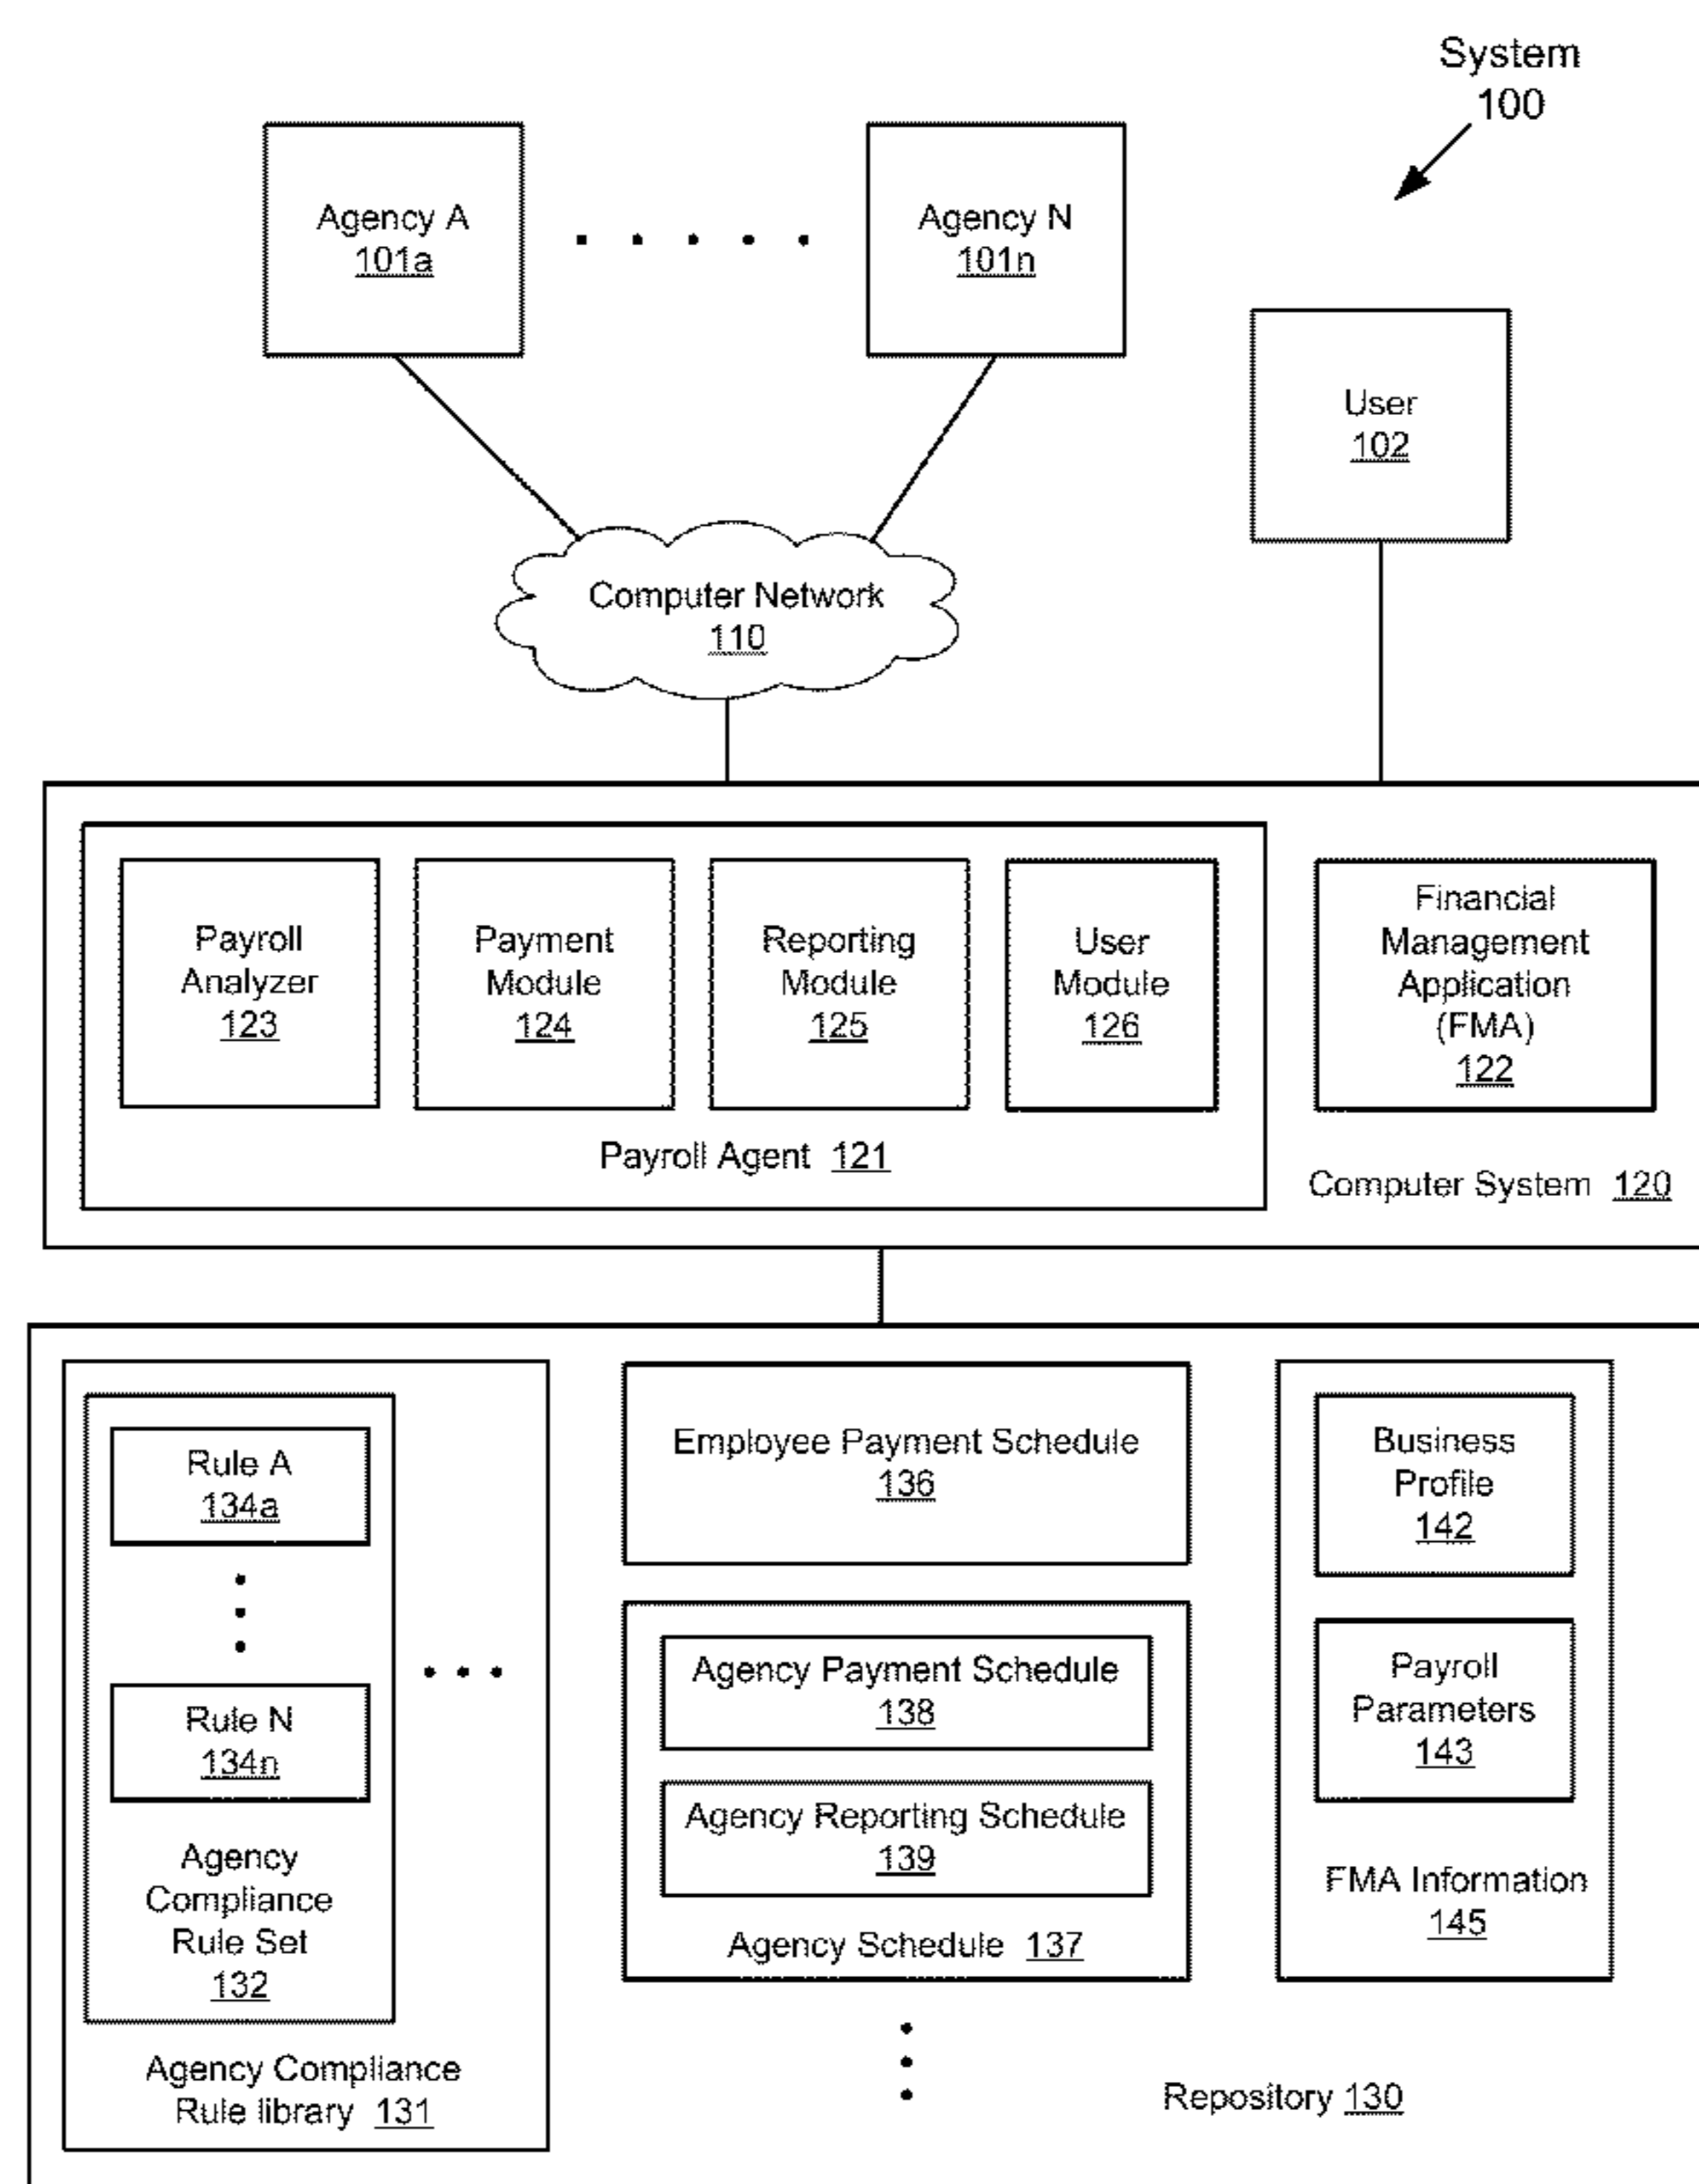 System
100
Agency A
101a
Agency N
101n
User
102
Computer Network
110
Payroll
Analyzer
123
Payment
Module
124
Reporting
Module
125
User
Module
126
Financial
Management
Application
(FMA)
122
Payroll Agent 121
Computer System 120
Rule A
134a
Rule N
134n
Agency
Compliance
Rule Set
132
Agency Compliance
Rule library 131
Employee Payment Schedule
136
Agency Payment Schedule
138
Agency Reporting Schedule
139
Agency Schedule 137
Business
Profile
142
Payroll
Parameters
143
FMA Information
145
Repository 130